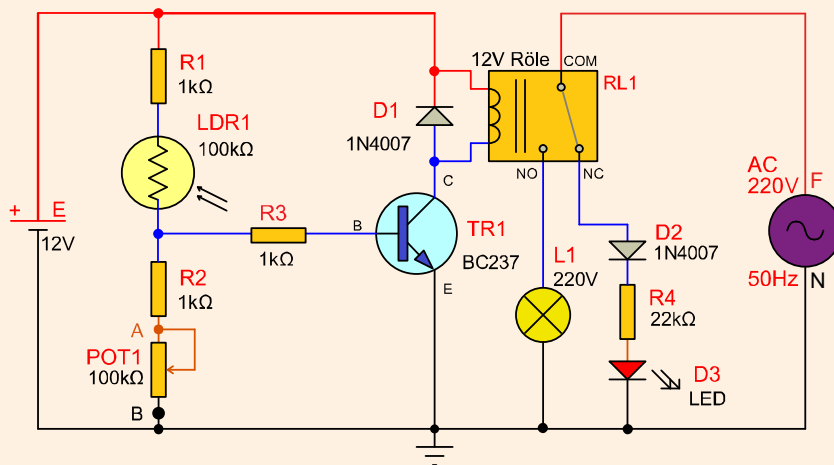 R1
1kΩ
LDR1
100kΩ
+ E
12V
R3
1kΩ
R2
1kΩ
A
POT1
100kΩ
B
D1
1N4007
C
B
TR1
BC237
E
12V Röle
COM
RL1
NO
NC
L1
220V
D2
1N4007
R4
22kΩ
D3
LED
AC
220V
F
50Hz
N